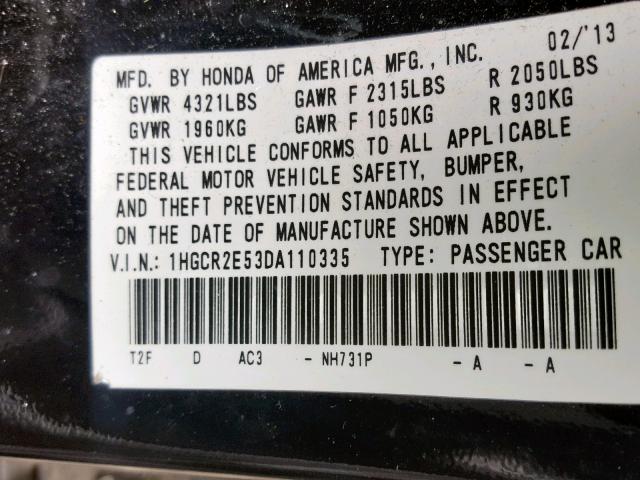 MFD. BY HONDA OF AMERICA MFG., INC. 02/'13
GVWR 4321LBS GAWR F 2315LBS R 2050LBS
GVWR 1960KG GAWR F 1050KG R 930KG
THIS VEHICLE CONFORMS TO ALL APPLICABLE
FEDERAL MOTOR VEHICLE SAFETY, BUMPER,
AND THEFT PREVENTION STANDARDS IN EFFECT
ON THE DATE OF MANUFACTURE SHOWN ABOVE.
V.I.N.: 1HGCR2E53DA110335 TYPE: PASSENGER CAR
T2F D AC3 - NH731P - A - A